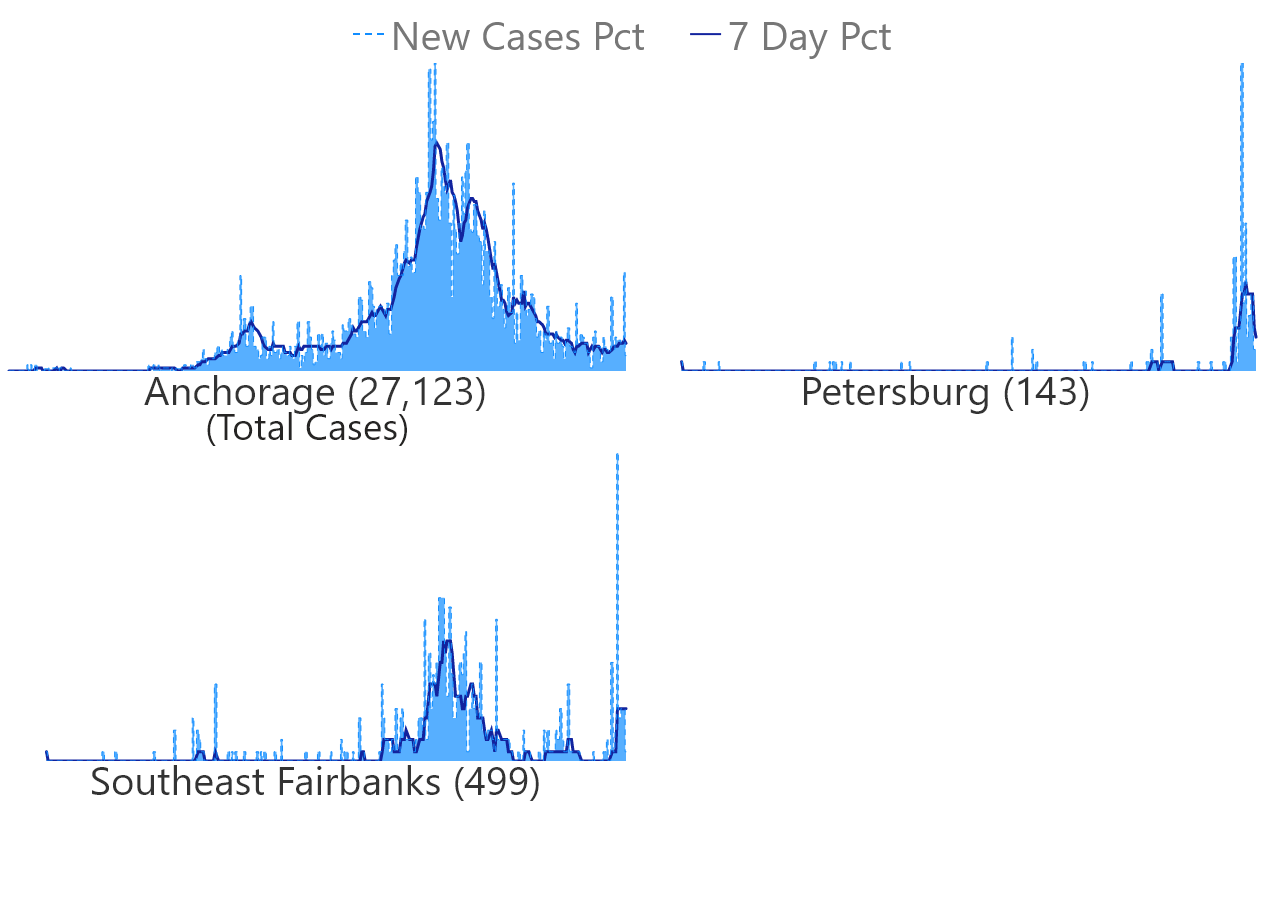 New Cases Pct 7 Day Pct
Anchorage (27,123)
(Total Cases)
Petersburg (143)
Southeast Fairbanks (499)